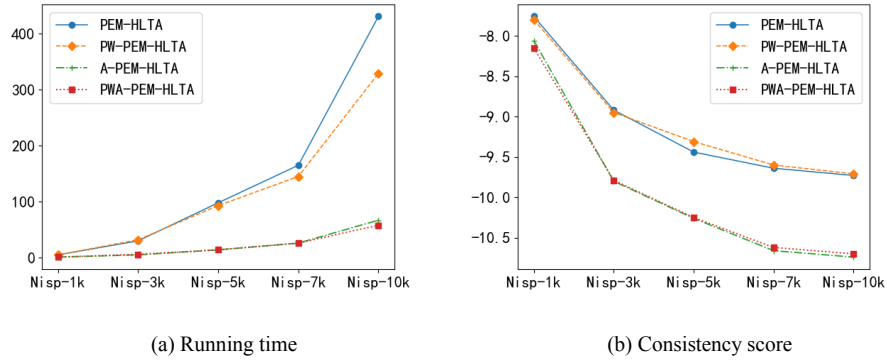 PEM-HLTA
PW-PEM-HLTA
A-PEM-HLTA
PWA-PEM-HLTA
400
300
200
100
0
Nisp-1k Nisp-3k Nisp-5k Nisp-7k Nisp-10k
(a) Running time
PEM-HLTA
PW-PEM-HLTA
A-PEM-HLTA
PWA-PEM-HLTA
-8.0
-8.5
-9.0
-9.5
-10.0
-10.5
Nisp-1k Nisp-3k Nisp-5k Nisp-7k Nisp-10k
(b) Consistency score